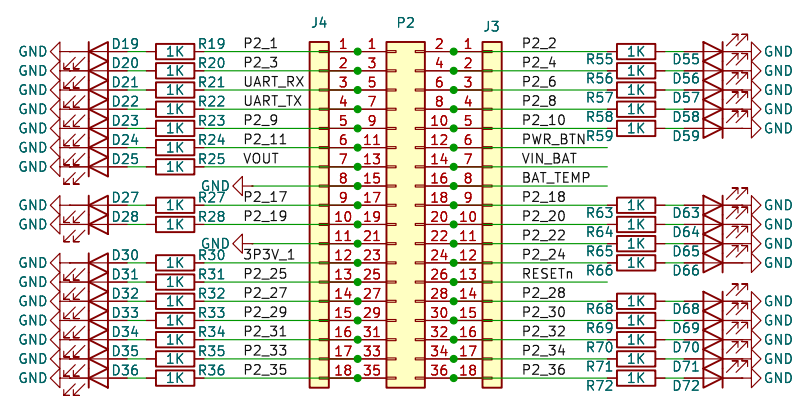 J4 P2 J3
GND D19 1K R19 P2_1 1 1 2 1 P2_2 R55 1K D55 GND
GND D20 1K R20 P2_3 2 3 4 2 P2_4 R56 1K D56 GND
GND D21 1K R21 UART_RX 3 5 6 3 P2_6 R57 1K D57 GND
GND D22 1K R22 UART_TX 4 7 8 4 P2_8 R58 1K D58 GND
GND D23 1K R23 P2_9 5 9 10 5 P2_10 R59 1K D59 GND
GND D24 1K R24 P2_11 6 11 12 6 PWR_BTN
GND D25 1K R25 VOUT 7 13 14 7 VIN_BAT
GND 8 15 16 8 BAT_TEMP
GND D27 1K R27 P2_17 9 17 18 9 P2_18 R63 1K D63 GND
GND D28 1K R28 P2_19 10 19 20 10 P2_20 R64 1K D64 GND
GND 11 21 22 11 P2_22 R65 1K D65 GND
GND D30 1K R30 3P3V_1 12 23 24 12 P2_24 R66 1K D66 GND
GND D31 1K R31 P2_25 13 25 26 13 RESETn
GND D32 1K R32 P2_27 14 27 28 14 P2_28 R68 1K D68 GND
GND D33 1K R33 P2_29 15 29 30 15 P2_30 R69 1K D69 GND
GND D34 1K R34 P2_31 16 31 32 16 P2_32 R70 1K D70 GND
GND D35 1K R35 P2_33 17 33 34 17 P2_34 R71 1K D71 GND
GND D36 1K R36 P2_35 18 35 36 18 P2_36 R72 1K D72 GND